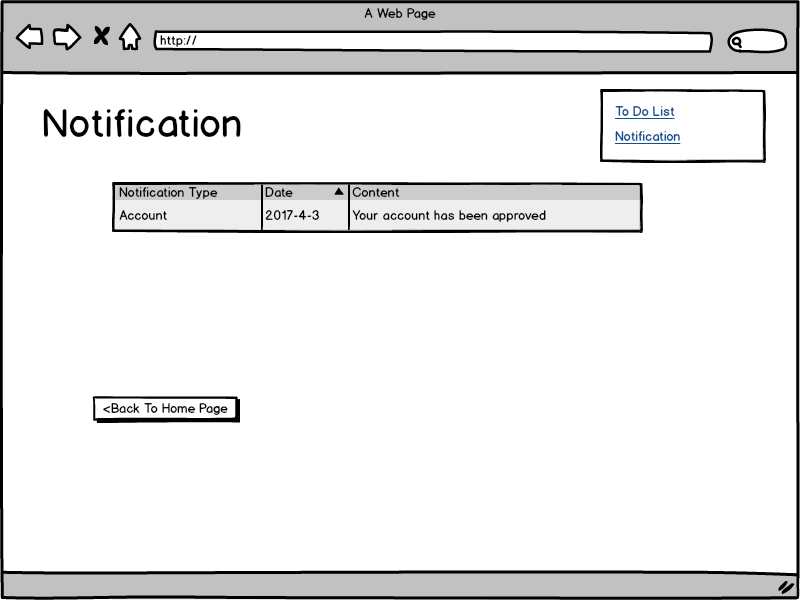 A Web Page
http://
Notification
To Do List
Notification
Notification Type Date Content
Account 2017-4-3 Your account has been approved
<Back To Home Page